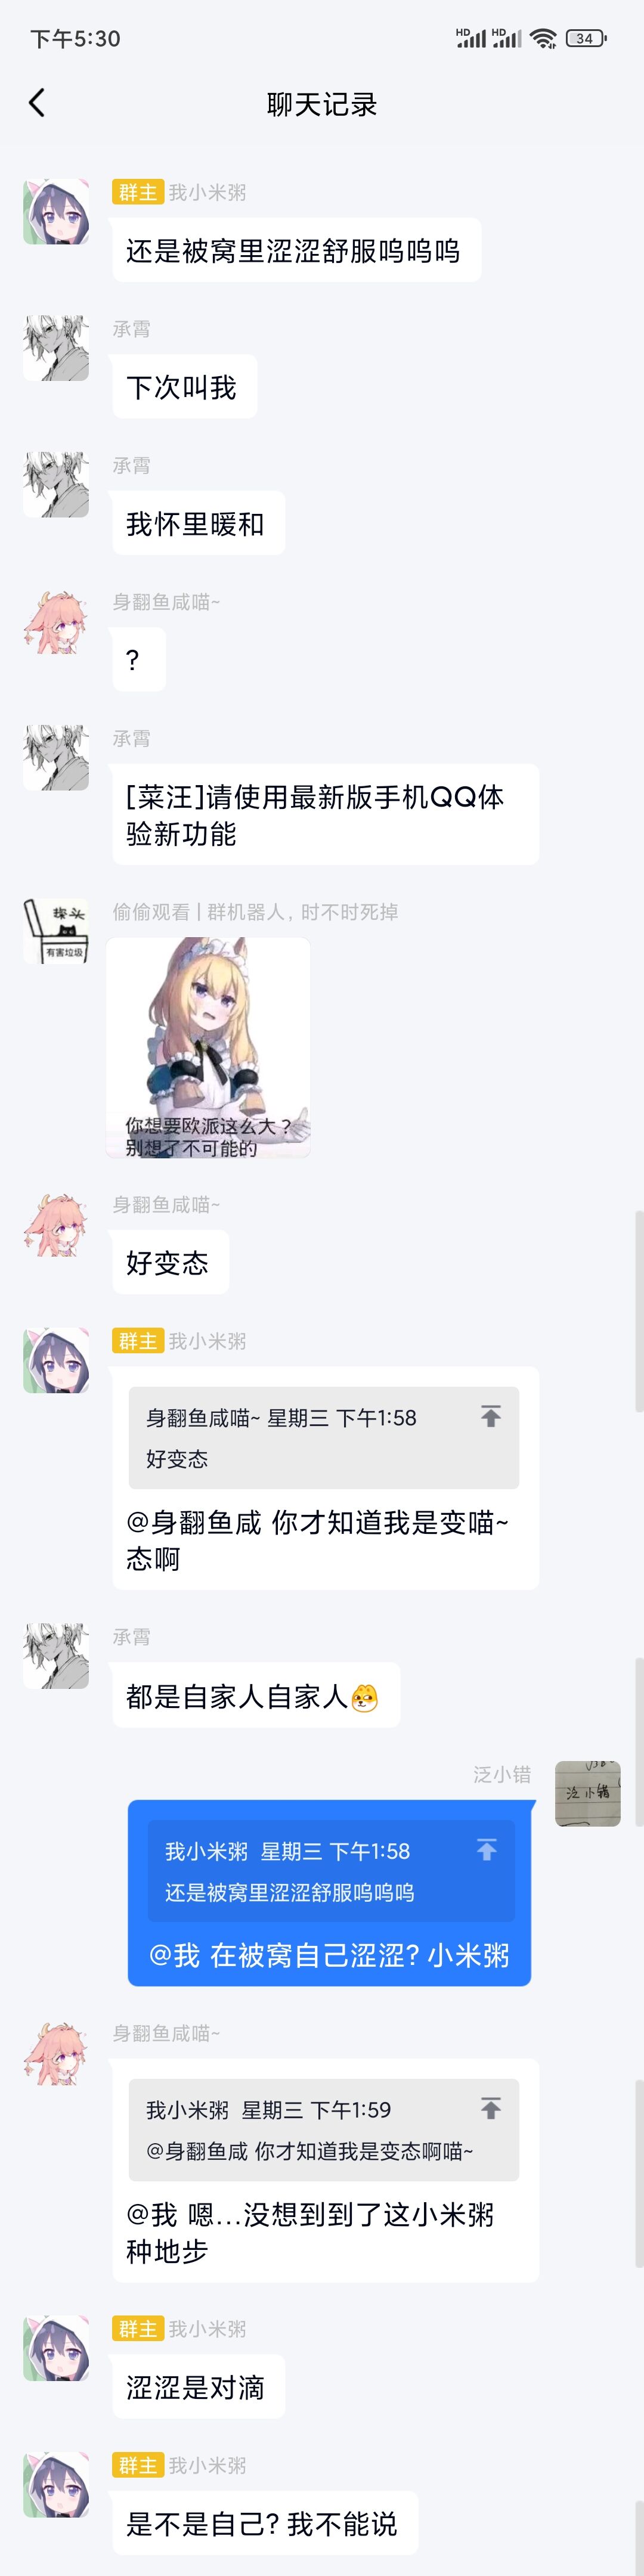 下午5:30
HD HD 34
聊天记录
群主 我小米粥
还是被窝里涩涩舒服呜呜呜
承霄
下次叫我
承霄
我怀里暖和
身翻鱼咸喵~
?
承霄
[菜汪]请使用最新版手机QQ体
验新功能
探头
有害垃圾
偷偷观看 | 群机器人, 时不时死掉
你想要欧派这么大?
别想了不可能的
身翻鱼咸喵~
好变态
群主 我小米粥
身翻鱼咸喵~ 星期三 下午1:58
好变态
@身翻鱼咸 你才知道我是变喵~
态啊
承霄
都是自家人自家人
泛小错
泛小错
我小米粥 星期三 下午1:58
还是被窝里涩涩舒服呜呜呜
@我 在被窝自己涩涩? 小米粥
身翻鱼咸喵~
我小米粥 星期三 下午1:59
@身翻鱼咸 你才知道我是变态啊喵~
@我 嗯...没想到到了这小米粥
种地步
群主 我小米粥
涩涩是对滴
群主 我小米粥
是不是自己? 我不能说